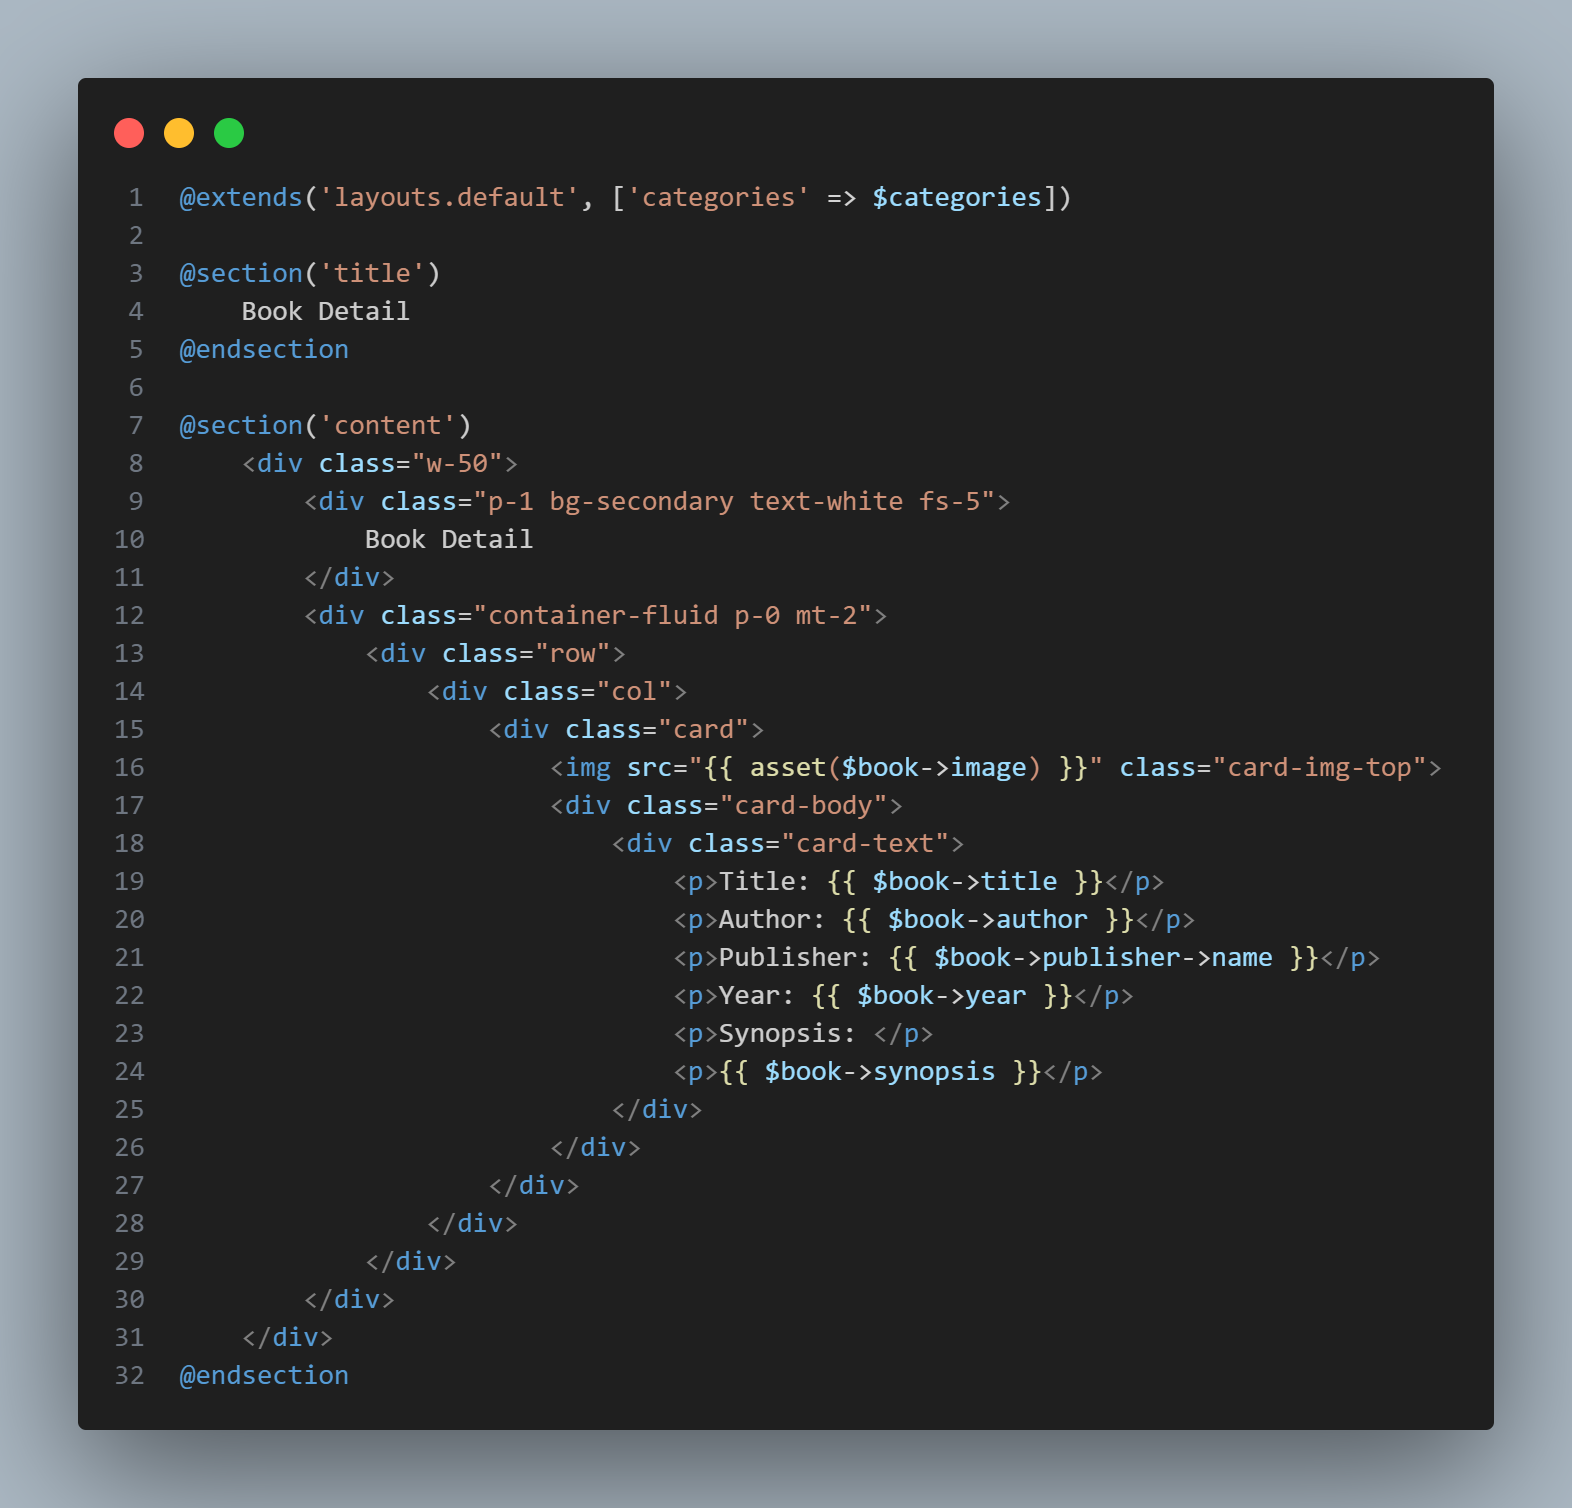 1 @extends('layouts.default', ['categories' => $categories])
2
3 @section('title')
4     Book Detail
5 @endsection
6
7 @section('content')
8     <div class="w-50">
9         <div class="p-1 bg-secondary text-white fs-5">
10             Book Detail
11         </div>
12         <div class="container-fluid p-0 mt-2">
13             <div class="row">
14                 <div class="col">
15                     <div class="card">
16                         <img src="{{ asset($book->image) }}" class="card-img-top">
17                         <div class="card-body">
18                             <div class="card-text">
19                                 <p>Title: {{ $book->title }}</p>
20                                 <p>Author: {{ $book->author }}</p>
21                                 <p>Publisher: {{ $book->publisher->name }}</p>
22                                 <p>Year: {{ $book->year }}</p>
23                                 <p>Synopsis: </p>
24                                 <p>{{ $book->synopsis }}</p>
25                             </div>
26                         </div>
27                     </div>
28                 </div>
29             </div>
30         </div>
31     </div>
32 @endsection